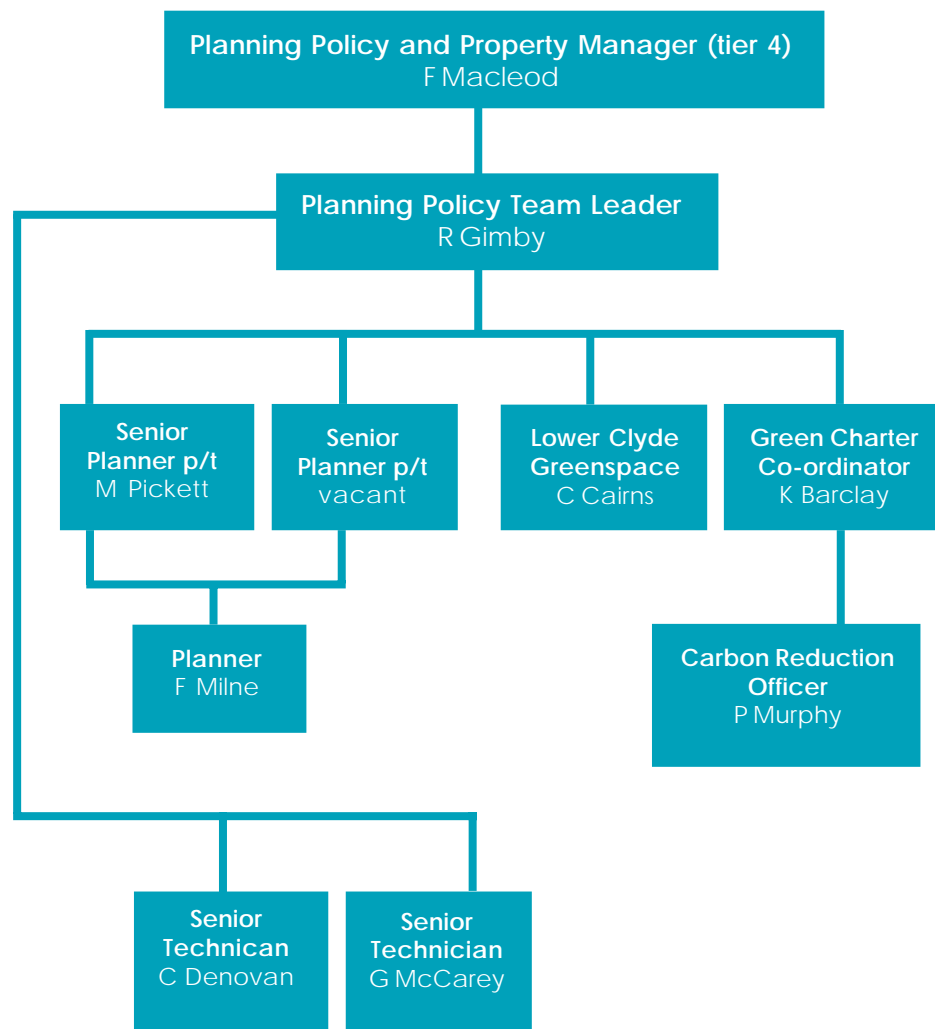 Planning Policy and Property Manager (tier 4)
F Macleod
Planning Policy Team Leader
R Gimby
Senior
Planner p/t
M Pickett
Senior
Planner p/t
vacant
Lower Clyde
Greenspace
C Cairns
Green Charter
Co-ordinator
K Barclay
Planner
F Milne
Carbon Reduction
Officer
P Murphy
Senior
Technican
C Denovan
Senior
Technician
G McCarey